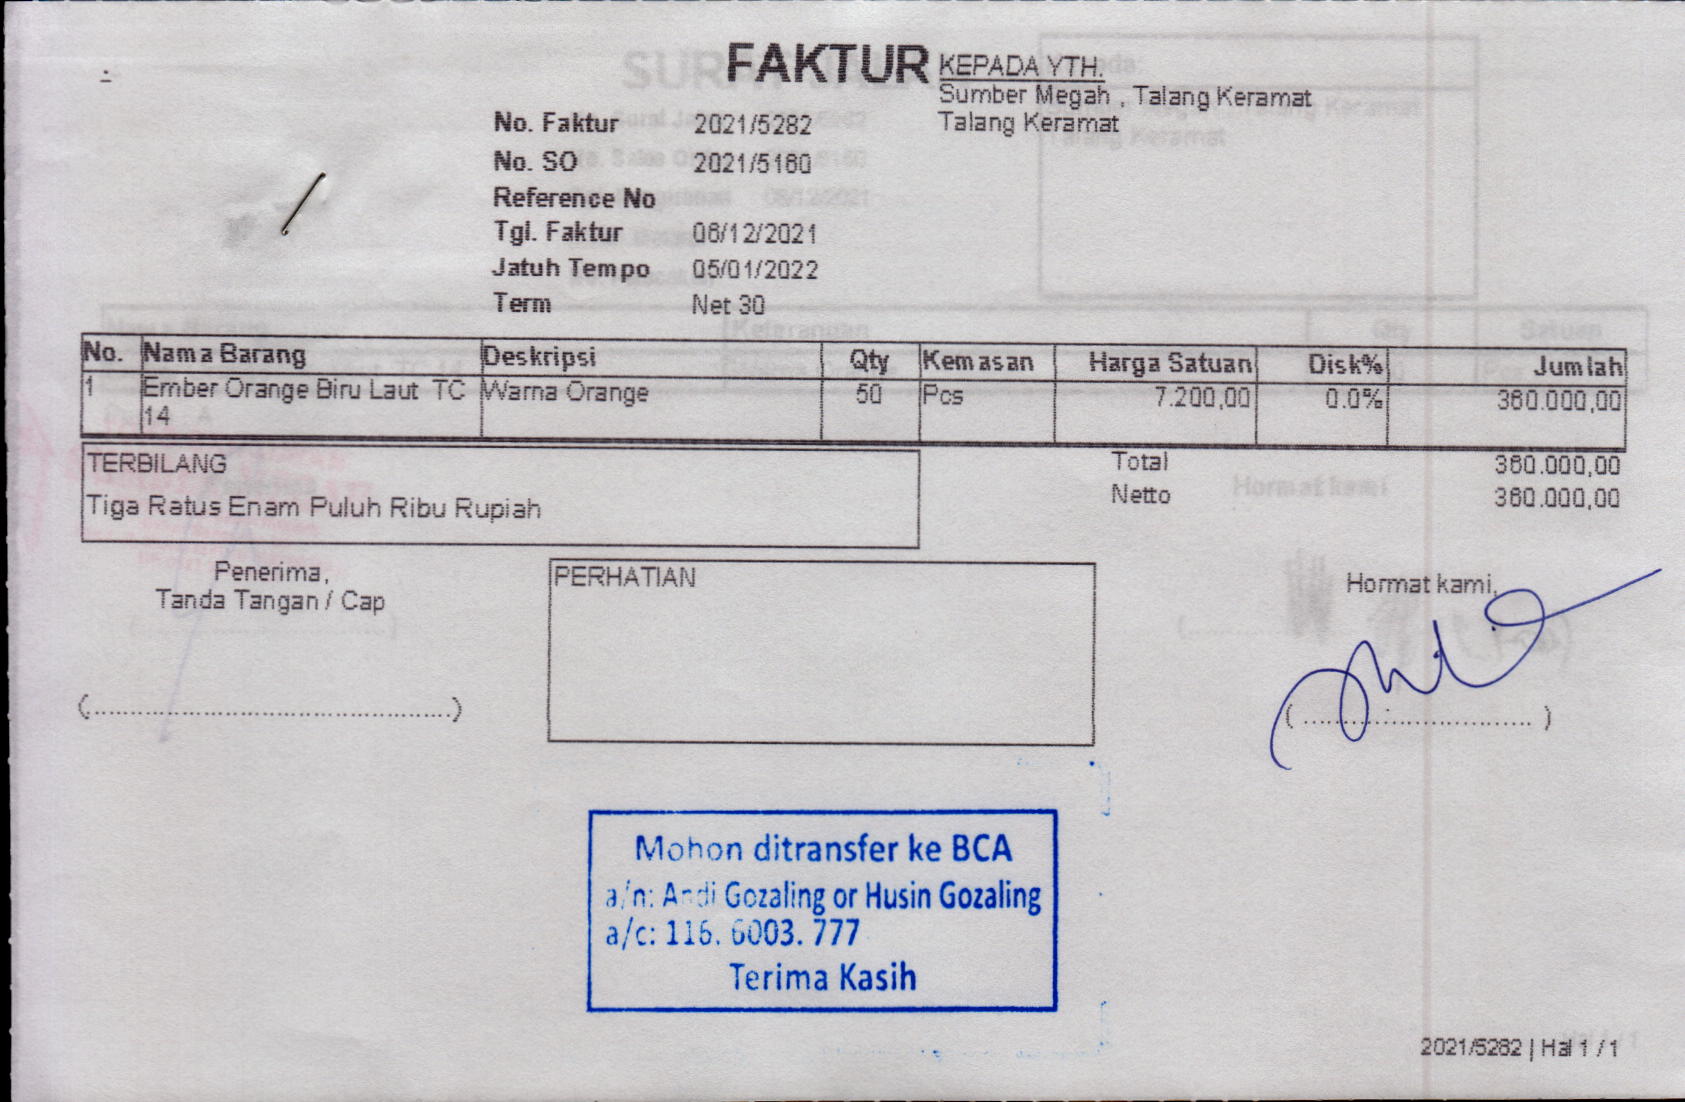 FAKTUR
KEPADA YTH.
Sumber Megah , Talang Keramat
Talang Keramat
No. Faktur 2021/5282
No. SO 2021/5160
Reference No
Tgl. Faktur 06/12/2021
Jatuh Tempo 05/01/2022
Term Net 30
No. Nama Barang Deskripsi Qty Kemasan Harga Satuan Disk% Jumlah
1 Ember Orange Biru Laut TC Warna Orange 50 Pcs 7.200,00 0.0% 360.000,00
14
TERBILANG
Tiga Ratus Enam Puluh Ribu Rupiah
Total 360.000,00
Netto 360.000,00
Penerima,
Tanda Tangan / Cap
(................................................)
PERHATIAN
Hormat kami,
( .............................. )
Mohon ditransfer ke BCA
a/n: Andi Gozaling or Husin Gozaling
a/c: 116. 6003. 777
Terima Kasih
2021/5282 | Hal 1 / 1